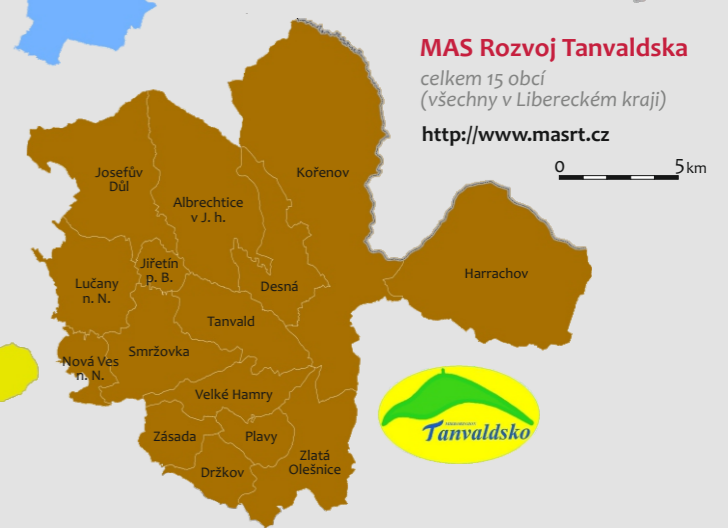 MAS Rozvoj Tanvaldska
celkem 15 obcí
(všechny v Libereckém kraji)
http://www.masrt.cz
0 5 km
Josefův
Důl
Albrechtice
v J. h.
Kořenov
Harrachov
Jiřetín
p. B.
Lučany
n. N.
Desná
Tanvald
Nová Ves
n. N.
Smržovka
Velké Hamry
Zásada
Plavy
Držkov
Zlatá
Olešnice
Tanvaldsko